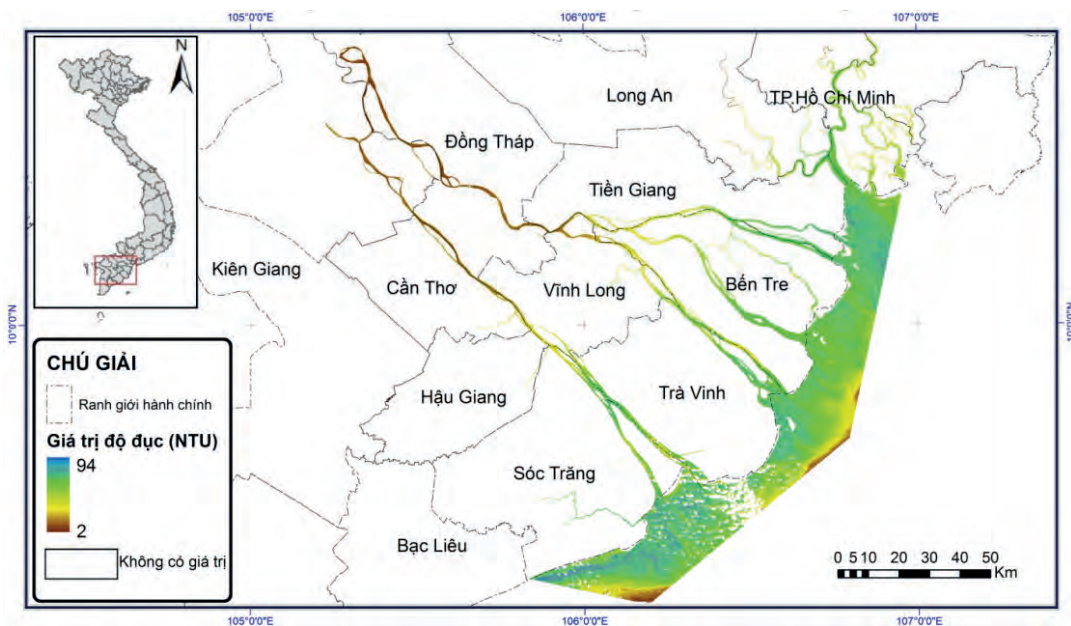 105°0'0"E
106°0'0"E
107°0'0"E
N
Long An
TP.Hồ Chí Minh
Đồng Tháp
Tiền Giang
Kiên Giang
Cần Thơ
Vĩnh Long
Bến Tre
10°0'0"N
10°0'0"N
Hậu Giang
Trà Vinh
Sóc Trăng
Bạc Liêu
CHÚ GIẢI
Ranh giới hành chính
Giá trị độ đục (NTU)
94
2
Không có giá trị
0 5 10 20 30 40 50
Km
105°0'0"E
106°0'0"E
107°0'0"E